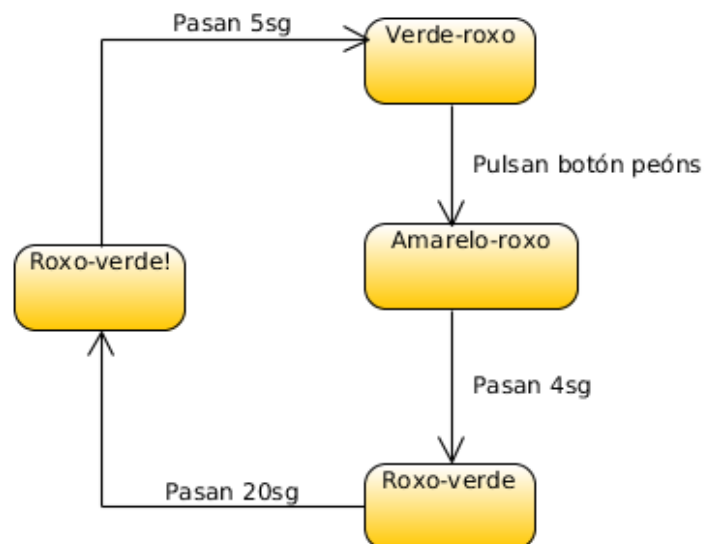 Pasan 5sg
Verde-roxo
Pulsan botón peóns
Amarelo-roxo
Roxo-verde!
Pasan 4sg
Roxo-verde
Pasan 20sg